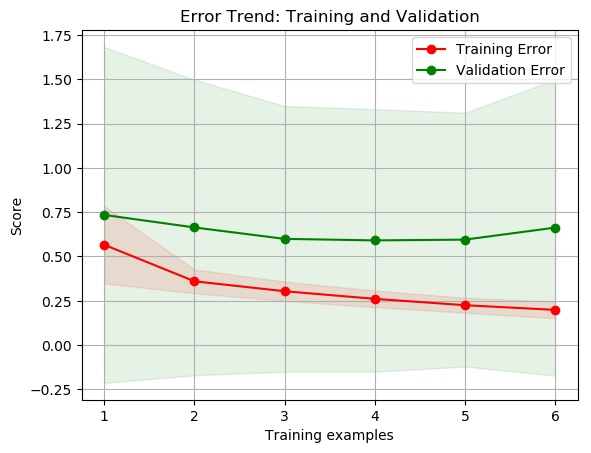 Error Trend: Training and Validation
Training Error
Validation Error
Score
1.75
1.50
1.25
1.00
0.75
0.50
0.25
0.00
−0.25
1 2 3 4 5 6
Training examples